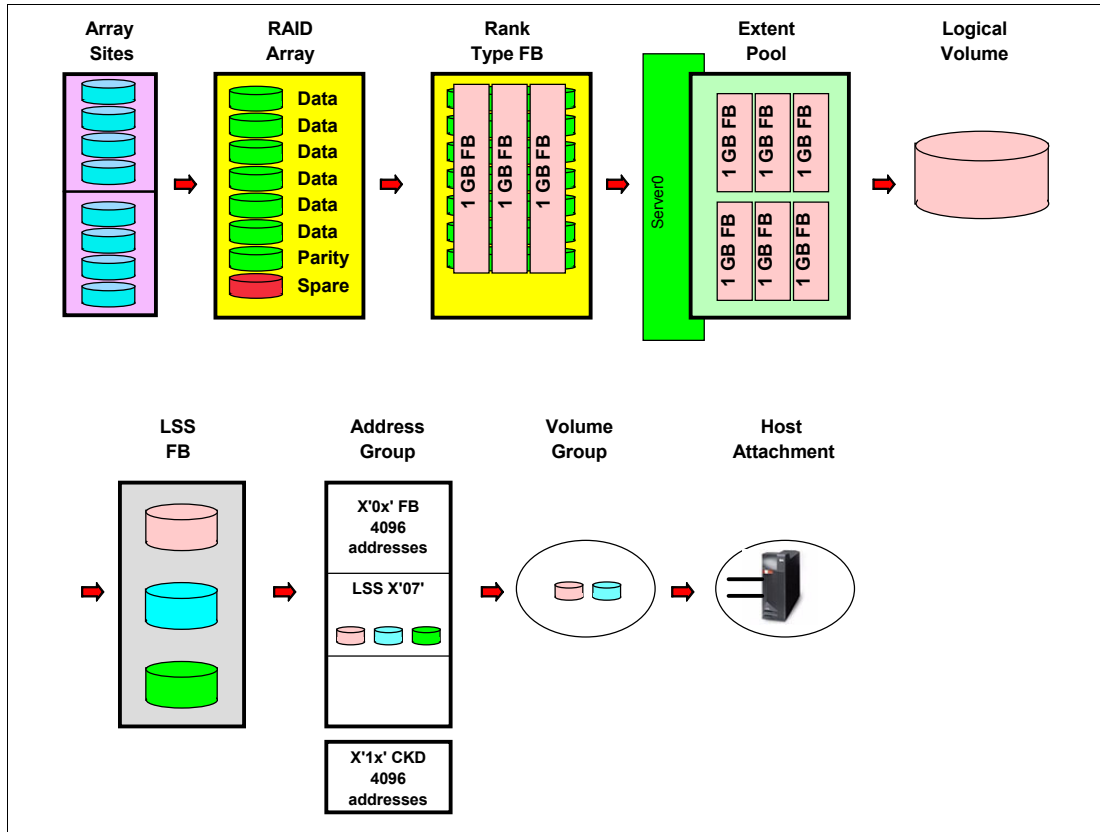 Array
Sites
RAID
Array
Rank
Type FB
Extent
Pool
Logical
Volume
Data
Data
Data
Data
Data
Data
Parity
Spare
1 GB FB
1 GB FB
1 GB FB
Server0
1 GB FB
1 GB FB
1 GB FB
1 GB FB
1 GB FB
1 GB FB
LSS
FB
Address
Group
Volume
Group
Host
Attachment
X'0x' FB
4096
addresses
LSS X'07'
X'1x' CKD
4096
addresses